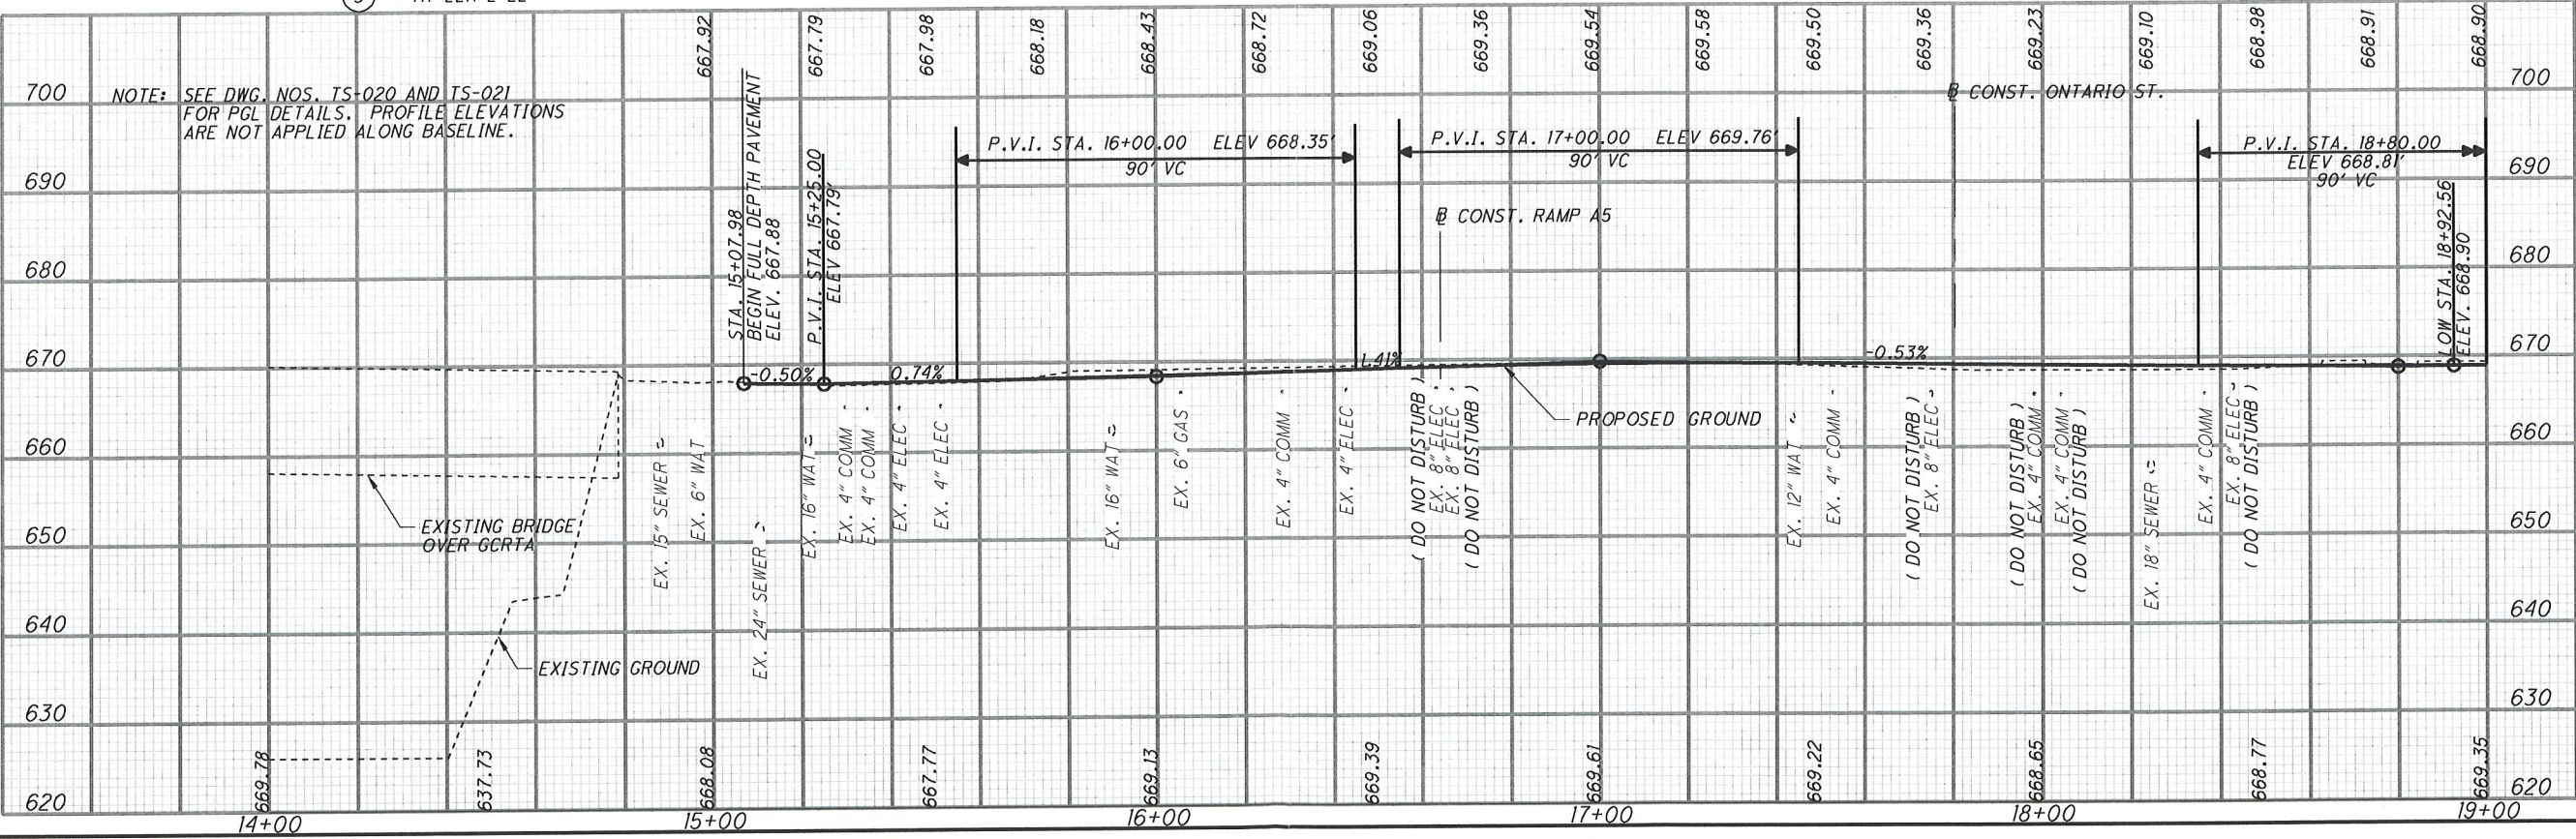 667.92
667.79
667.98
668.18
668.43
668.72
669.06
669.36
669.54
669.58
669.50
669.36
669.23
669.10
668.98
668.91
668.90
700
NOTE: SEE DWG. NOS. TS-020 AND TS-021
FOR PGL DETAILS. PROFILE ELEVATIONS
ARE NOT APPLIED ALONG BASELINE.
STA. 15+07.98
BEGIN FULL DEPTH PAVEMENT
ELEV. 667.88
P.V.I. STA. 15+25.00
ELEV 667.79'
P.V.I. STA. 16+00.00 ELEV 668.35'
90' VC
P.V.I. STA. 17+00.00 ELEV 669.76'
90' VC
CONST. RAMP A5
CONST. ONTARIO ST.
P.V.I. STA. 18+80.00
ELEV 668.81'
90' VC
LOW STA. 18+92.56
ELEV. 668.90
700
690
690
680
680
670
670
-0.50%
0.74%
1.41%
-0.53%
PROPOSED GROUND
660
660
EX. 15" SEWER
EX. 6" WAT
EX. 24" SEWER
EX. 16" WAT
EX. 4" COMM
EX. 4" COMM
EX. 4" ELEC
EX. 4" ELEC
EX. 16" WAT
EX. 6" GAS
EX. 4" COMM
EX. 4" ELEC
( DO NOT DISTURB )
EX. 8" ELEC
EX. 8" ELEC
( DO NOT DISTURB )
EX. 12" WAT
EX. 4" COMM
( DO NOT DISTURB )
EX. 8" ELEC
( DO NOT DISTURB )
EX. 4" COMM
EX. 4" COMM
( DO NOT DISTURB )
EX. 18" SEWER
EX. 4" COMM
EX. 8" ELEC
( DO NOT DISTURB )
EXISTING BRIDGE
OVER GCRTA
650
650
640
640
EXISTING GROUND
630
630
620
620
669.78
637.73
668.08
667.77
669.13
669.39
669.61
669.22
668.65
668.77
669.35
14+00
15+00
16+00
17+00
18+00
19+00